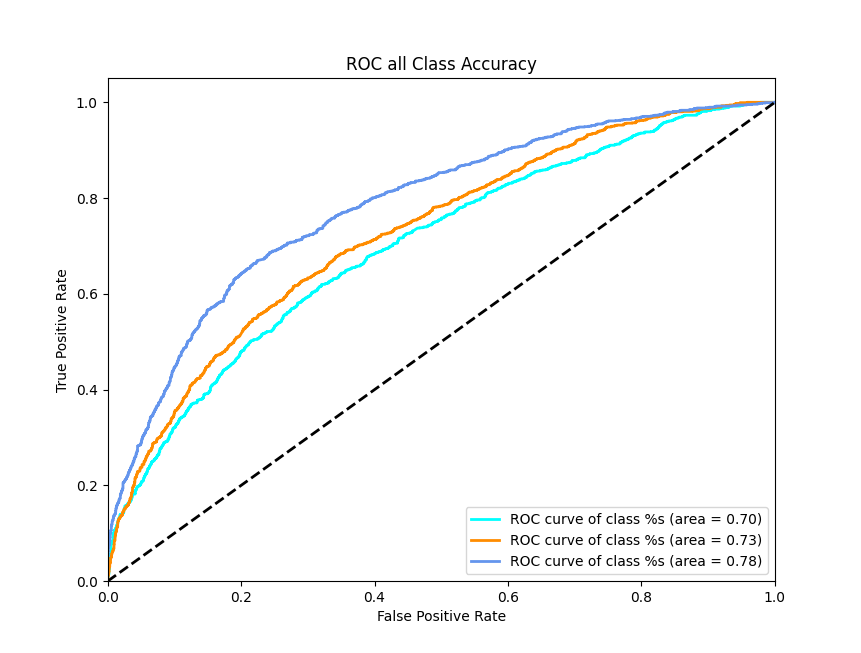 ROC all Class Accuracy
1.0
0.8
0.6
0.4
0.2
0.0
True Positive Rate
ROC curve of class %s (area = 0.70)
ROC curve of class %s (area = 0.73)
ROC curve of class %s (area = 0.78)
0.0 0.2 0.4 0.6 0.8 1.0
False Positive Rate